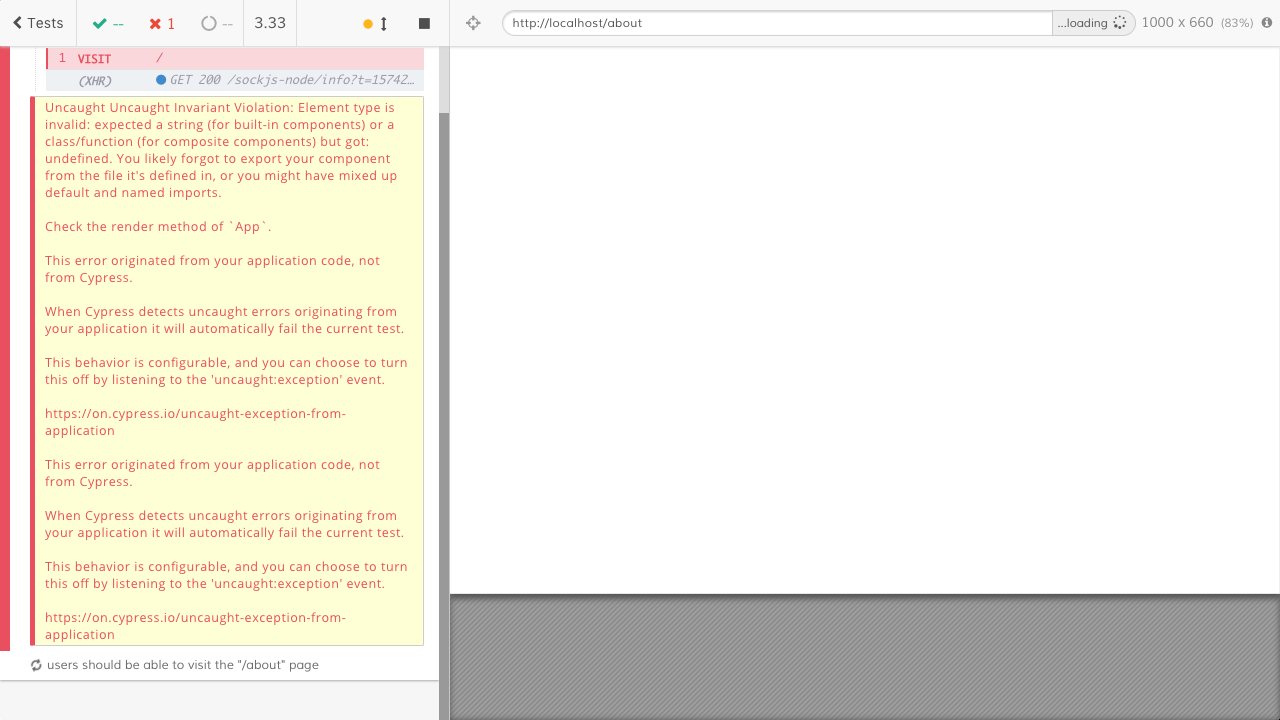 Tests -- 1 -- 3.33
http://localhost/about ...loading 1000 x 660 (83%)
1 VISIT /
(XHR) GET 200 /sockjs-node/info?t=15742…
Uncaught Uncaught Invariant Violation: Element type is
invalid: expected a string (for built-in components) or a
class/function (for composite components) but got:
undefined. You likely forgot to export your component
from the file it's defined in, or you might have mixed up
default and named imports.
Check the render method of `App`.
This error originated from your application code, not
from Cypress.
When Cypress detects uncaught errors originating from
your application it will automatically fail the current test.
This behavior is configurable, and you can choose to turn
this off by listening to the 'uncaught:exception' event.
https://on.cypress.io/uncaught-exception-from-
application
This error originated from your application code, not
from Cypress.
When Cypress detects uncaught errors originating from
your application it will automatically fail the current test.
This behavior is configurable, and you can choose to turn
this off by listening to the 'uncaught:exception' event.
https://on.cypress.io/uncaught-exception-from-
application
users should be able to visit the "/about" page